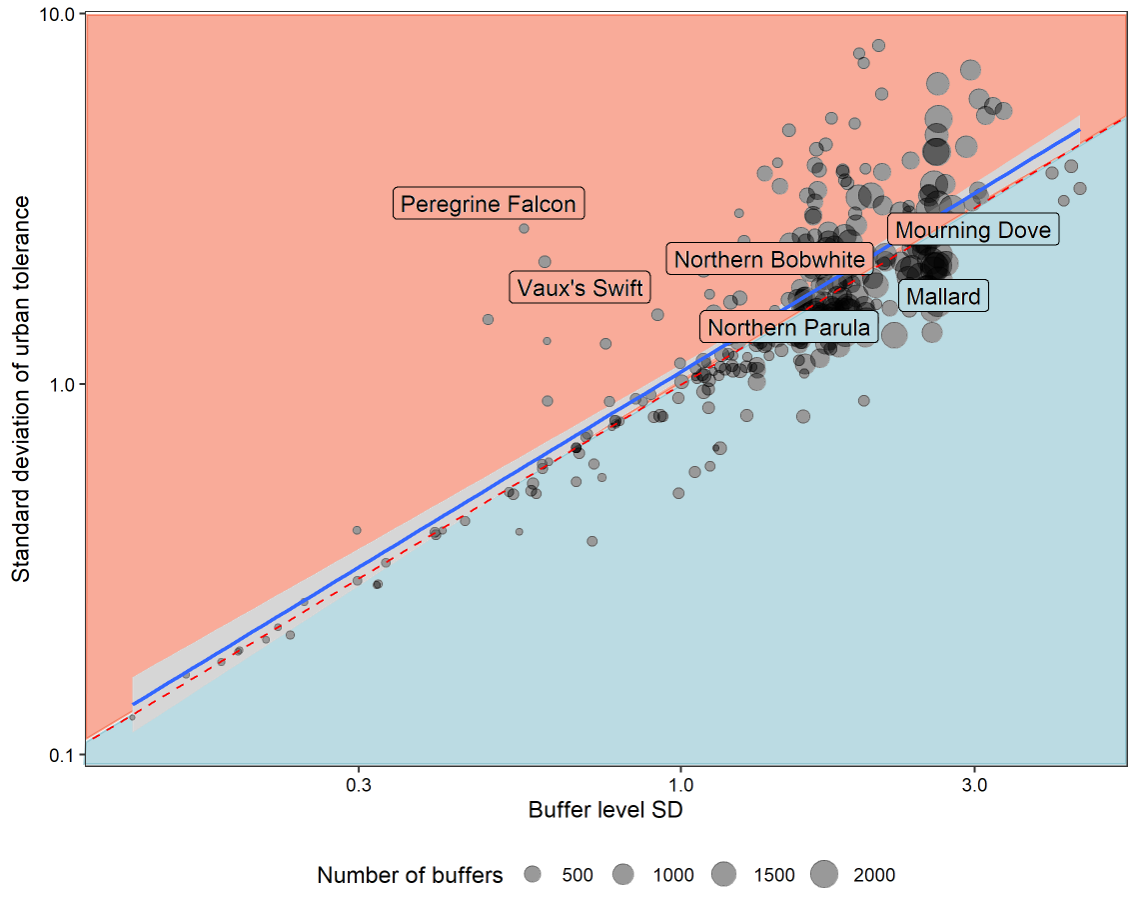 10.0
Peregrine Falcon
Mourning Dove
Northern Bobwhite
Vaux's Swift
Mallard
Northern Parula
1.0
0.1
Standard deviation of urban tolerance
0.3
1.0
3.0
Buffer level SD
Number of buffers 500 1000 1500 2000